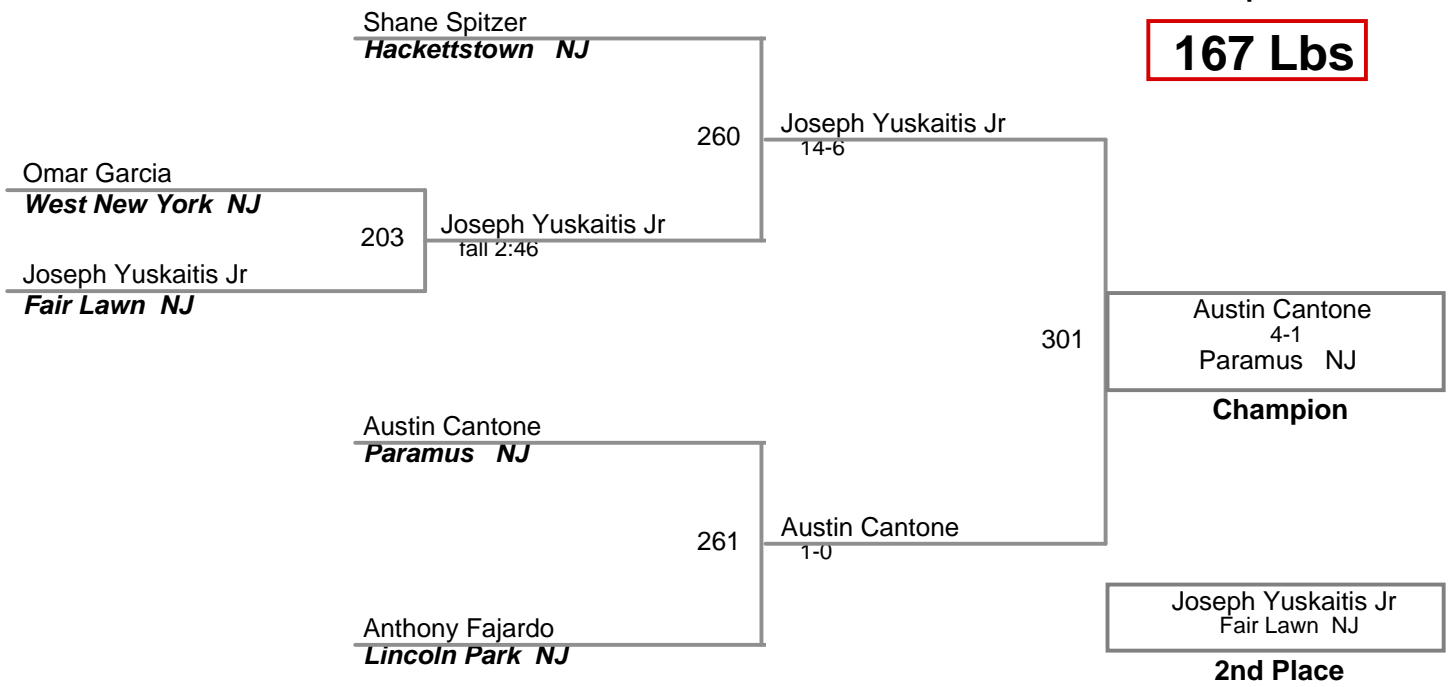 167 Lbs
Shane Spitzer
Hackettstown NJ
260
Joseph Yuskaitis Jr
14-6
Omar Garcia
West New York NJ
203
Joseph Yuskaitis Jr
fall 2:46
Joseph Yuskaitis Jr
Fair Lawn NJ
301
Austin Cantone
4-1
Paramus NJ
Champion
Austin Cantone
Paramus NJ
261
Austin Cantone
1-0
Anthony Fajardo
Lincoln Park NJ
Joseph Yuskaitis Jr
Fair Lawn NJ
2nd Place